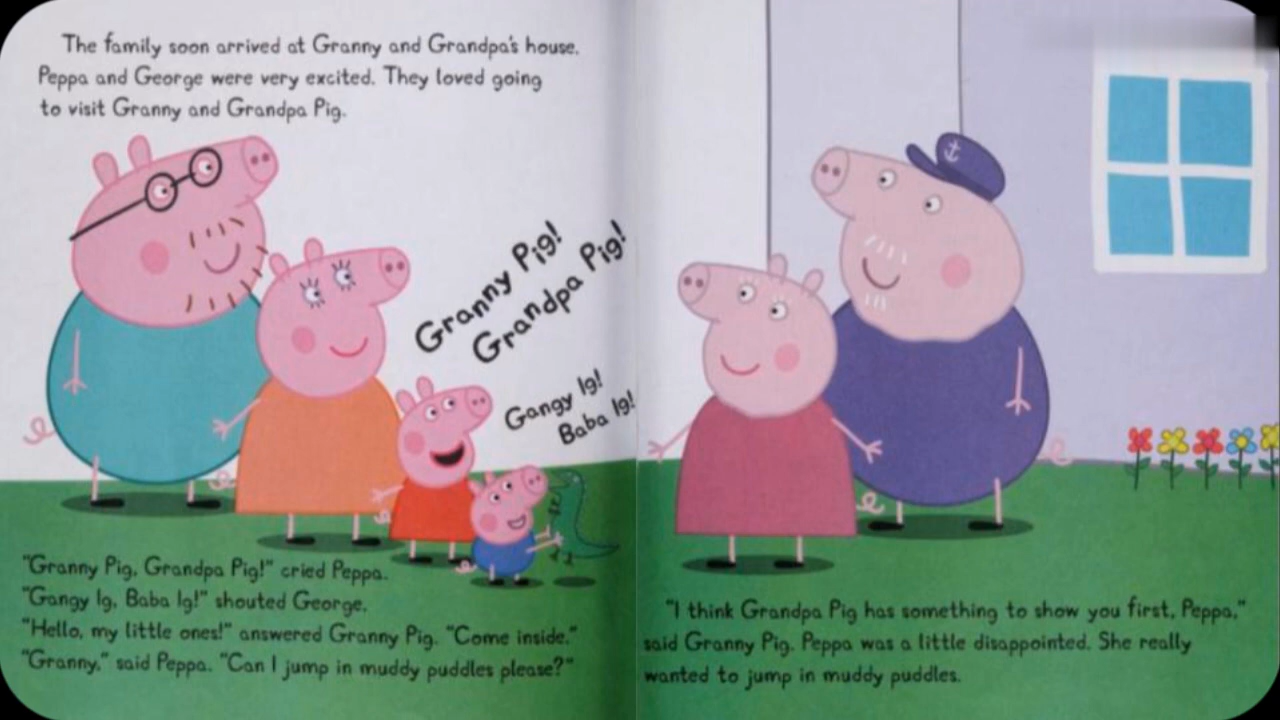 The family soon arrived at Granny and Grandpa's house.
Peppa and George were very excited. They loved going
to visit Granny and Grandpa Pig.
Granny Pig!
Grandpa Pig!
Gangy Ig!
Baba Ig!
"Granny Pig, Grandpa Pig!" cried Peppa.
"Gangy Ig, Baba Ig!" shouted George.
"Hello, my little ones!" answered Granny Pig. "Come inside."
"Granny," said Peppa. "Can I jump in muddy puddles please?"
"I think Grandpa Pig has something to show you first, Peppa,"
said Granny Pig. Peppa was a little disappointed. She really
wanted to jump in muddy puddles.